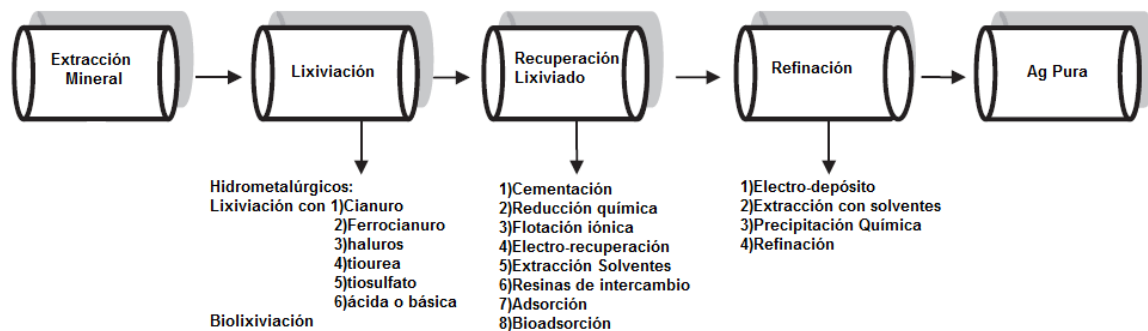 Extracción
Mineral
Lixiviación
Recuperación
Lixiviado
Refinación
Ag Pura
Hidrometalúrgicos:
Lixiviación con 1)Cianuro
2)Ferrocianuro
3)haluros
4)tiourea
5)tiosulfato
6)ácida o básica
Biolixiviación
1)Cementación
2)Reducción química
3)Flotación iónica
4)Electro-recuperación
5)Extracción Solventes
6)Resinas de intercambio
7)Adsorción
8)Bioadsorción
1)Electro-depósito
2)Extracción con solventes
3)Precipitación Química
4)Refinación